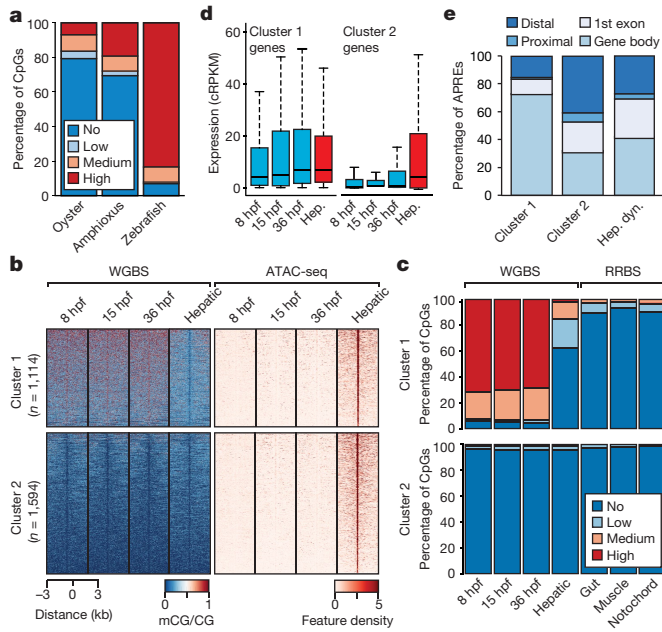 a
Percentage of CpGs
100
80
60
40
20
0
No
Low
Medium
High
Oyster
Amphioxus
Zebrafish
d
Cluster 1
genes
Cluster 2
genes
Expression (cRPKM)
60
40
20
0
8 hpf
15 hpf
36 hpf
Hep.
8 hpf
15 hpf
36 hpf
Hep.
e
Distal
Proximal
1st exon
Gene body
Percentage of APREs
100
80
60
40
20
0
Cluster 1
Cluster 2
Hep. dyn.
b
WGBS
ATAC-seq
8 hpf
15 hpf
36 hpf
Hepatic
8 hpf
15 hpf
36 hpf
Hepatic
Cluster 1
(n = 1,114)
Cluster 2
(n = 1,594)
−3 0 3
Distance (kb)
0 1
mCG/CG
0 5
Feature density
c
WGBS
RRBS
Cluster 1
Percentage of CpGs
100
80
60
40
20
0
Cluster 2
Percentage of CpGs
100
80
60
40
20
0
No
Low
Medium
High
8 hpf
15 hpf
36 hpf
Hepatic
Gut
Muscle
Notochord